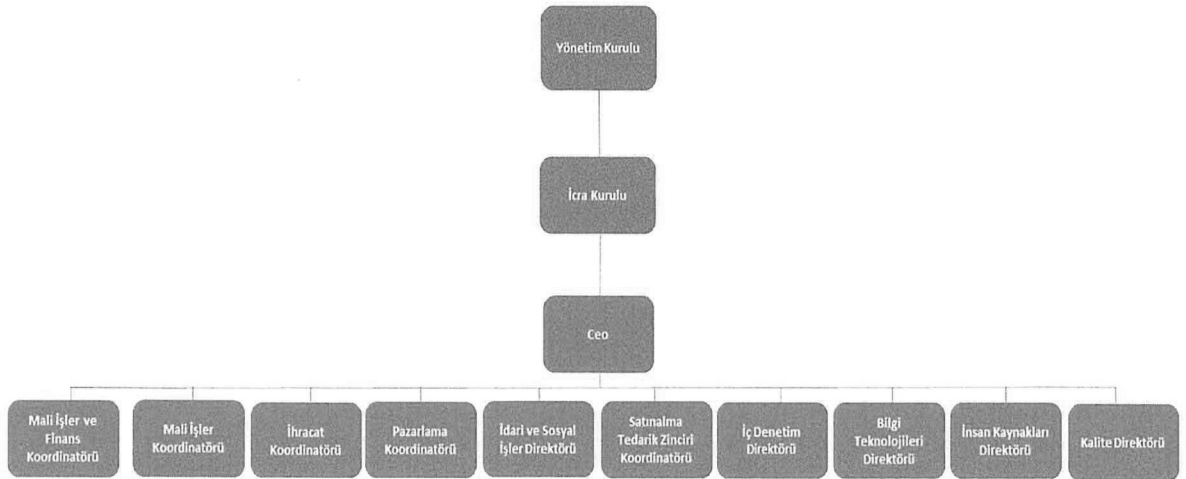 Yönetim Kurulu
İcra Kurulu
Ceo
Mali İşler ve
Finans
Koordinatörü
Mali İşler
Koordinatörü
İhracat
Koordinatörü
Pazarlama
Koordinatörü
İdari ve Sosyal
İşler Direktörü
Satınalma
Tedarik Zinciri
Koordinatörü
İç Denetim
Direktörü
Bilgi
Teknolojileri
Direktörü
İnsan Kaynakları
Direktörü
Kalite Direktörü